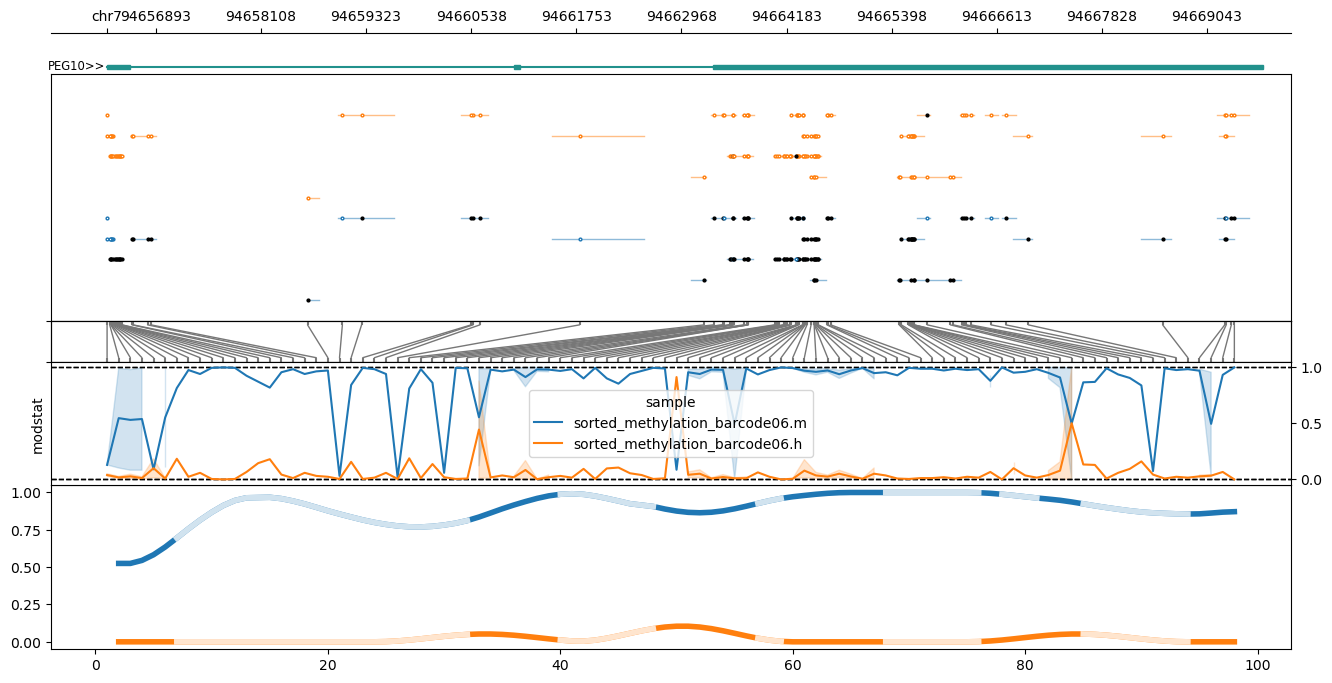 chr794656893 94658108 94659323 94660538 94661753 94662968 94664183 94665398 94666613 94667828 94669043
PEG10>>
modstat
1.0
0.5
0.0
sample
sorted_methylation_barcode06.m
sorted_methylation_barcode06.h
1.00
0.75
0.50
0.25
0.00
0 20 40 60 80 100